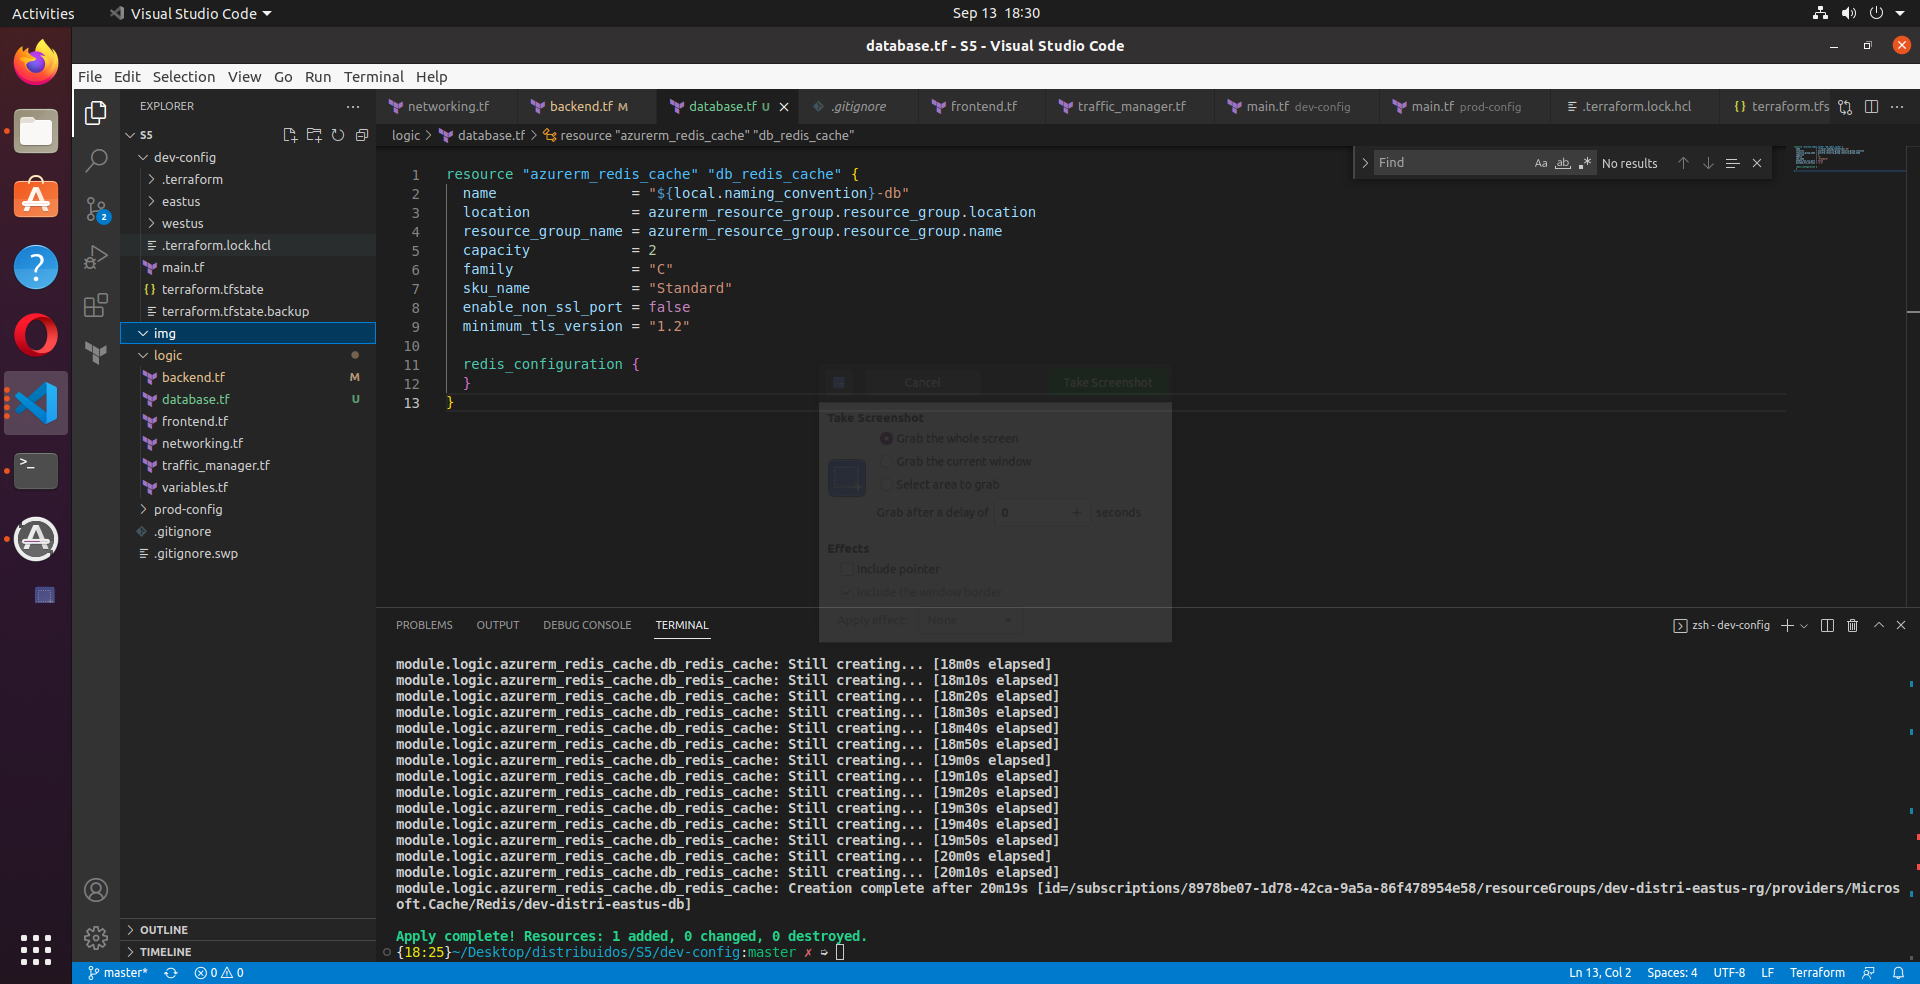 Activities
Visual Studio Code
Sep 13 18:30
database.tf - S5 - Visual Studio Code
File Edit Selection View Go Run Terminal Help
EXPLORER
S5
dev-config
.terraform
eastus
westus
.terraform.lock.hcl
main.tf
terraform.tfstate
terraform.tfstate.backup
img
logic
backend.tf M
database.tf U
frontend.tf
networking.tf
traffic_manager.tf
variables.tf
prod-config
.gitignore
.gitignore.swp
OUTLINE
TIMELINE
2
networking.tf
backend.tf M
database.tf U
.gitignore
frontend.tf
traffic_manager.tf
main.tf dev-config
main.tf prod-config
.terraform.lock.hcl
{} terraform.tfs
logic > database.tf > resource "azurerm_redis_cache" "db_redis_cache"
Find
Aa ab
No results
1 resource "azurerm_redis_cache" "db_redis_cache" {
2 name = "${local.naming_convention}-db"
3 location = azurerm_resource_group.resource_group.location
4 resource_group_name = azurerm_resource_group.resource_group.name
5 capacity = 2
6 family = "C"
7 sku_name = "Standard"
8 enable_non_ssl_port = false
9 minimum_tls_version = "1.2"
10
11 redis_configuration {
12 }
13 }
Cancel
Take Screenshot
Take Screenshot
Grab the whole screen
Grab the current window
Select area to grab
Grab after a delay of 0 + seconds
Effects
Include pointer
Include the window border
Apply effect: None
PROBLEMS OUTPUT DEBUG CONSOLE TERMINAL
zsh - dev-config
module.logic.azurerm_redis_cache.db_redis_cache: Still creating... [18m0s elapsed]
module.logic.azurerm_redis_cache.db_redis_cache: Still creating... [18m10s elapsed]
module.logic.azurerm_redis_cache.db_redis_cache: Still creating... [18m20s elapsed]
module.logic.azurerm_redis_cache.db_redis_cache: Still creating... [18m30s elapsed]
module.logic.azurerm_redis_cache.db_redis_cache: Still creating... [18m40s elapsed]
module.logic.azurerm_redis_cache.db_redis_cache: Still creating... [18m50s elapsed]
module.logic.azurerm_redis_cache.db_redis_cache: Still creating... [19m0s elapsed]
module.logic.azurerm_redis_cache.db_redis_cache: Still creating... [19m10s elapsed]
module.logic.azurerm_redis_cache.db_redis_cache: Still creating... [19m20s elapsed]
module.logic.azurerm_redis_cache.db_redis_cache: Still creating... [19m30s elapsed]
module.logic.azurerm_redis_cache.db_redis_cache: Still creating... [19m40s elapsed]
module.logic.azurerm_redis_cache.db_redis_cache: Still creating... [19m50s elapsed]
module.logic.azurerm_redis_cache.db_redis_cache: Still creating... [20m0s elapsed]
module.logic.azurerm_redis_cache.db_redis_cache: Still creating... [20m10s elapsed]
module.logic.azurerm_redis_cache.db_redis_cache: Creation complete after 20m19s [id=/subscriptions/8978be07-1d78-42ca-9a5a-86f478954e58/resourceGroups/dev-distri-eastus-rg/providers/Micros
oft.Cache/Redis/dev-distri-eastus-db]
Apply complete! Resources: 1 added, 0 changed, 0 destroyed.
{18:25}~/Desktop/distribuidos/S5/dev-config:master ✗ ➭
master*
0 0
Ln 13, Col 2
Spaces: 4
UTF-8
LF
Terraform